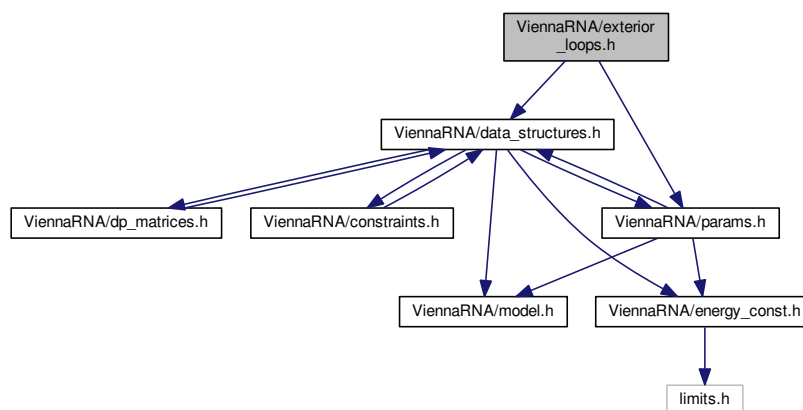 ViennaRNA/exterior
_loops.h
ViennaRNA/data_structures.h
ViennaRNA/dp_matrices.h
ViennaRNA/constraints.h
ViennaRNA/params.h
ViennaRNA/model.h
ViennaRNA/energy_const.h
limits.h